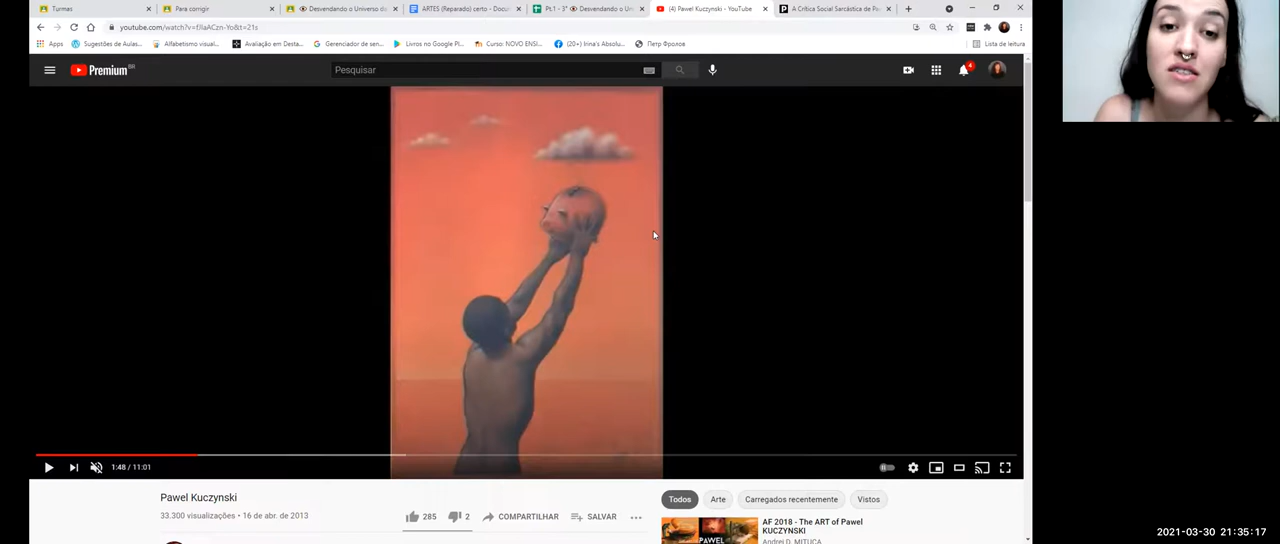 Turmas
Para corrigir
Desvendando o Universo da
ARTES (Reparado) certo - Docu
Pt.1 - 3° Desvendando o Un
(4) Pawel Kuczynski - YouTube
A Crítica Social Sarcástica de Pa
youtube.com/watch?v=fJlaACzn-Yo&t=21s
Apps
Sugestões de Aulas...
Alfabetismo visual...
Avaliação em Desta...
Gerenciador de sen...
Livros no Google Pl...
Curso: NOVO ENSI...
(20+) Irina's Absolu...
Петр Фролов
Lista de leitura
Premium BR
Pesquisar
4
1:48 / 11:01
Pawel Kuczynski
33.300 visualizações • 16 de abr. de 2013
285
2
COMPARTILHAR
SALVAR
Todos
Arte
Carregados recentemente
Vistos
AF 2018 - The ART of Pawel
KUCZYNSKI
Andrei D. MITUCA
PAWEL
2021-03-30 21:35:17